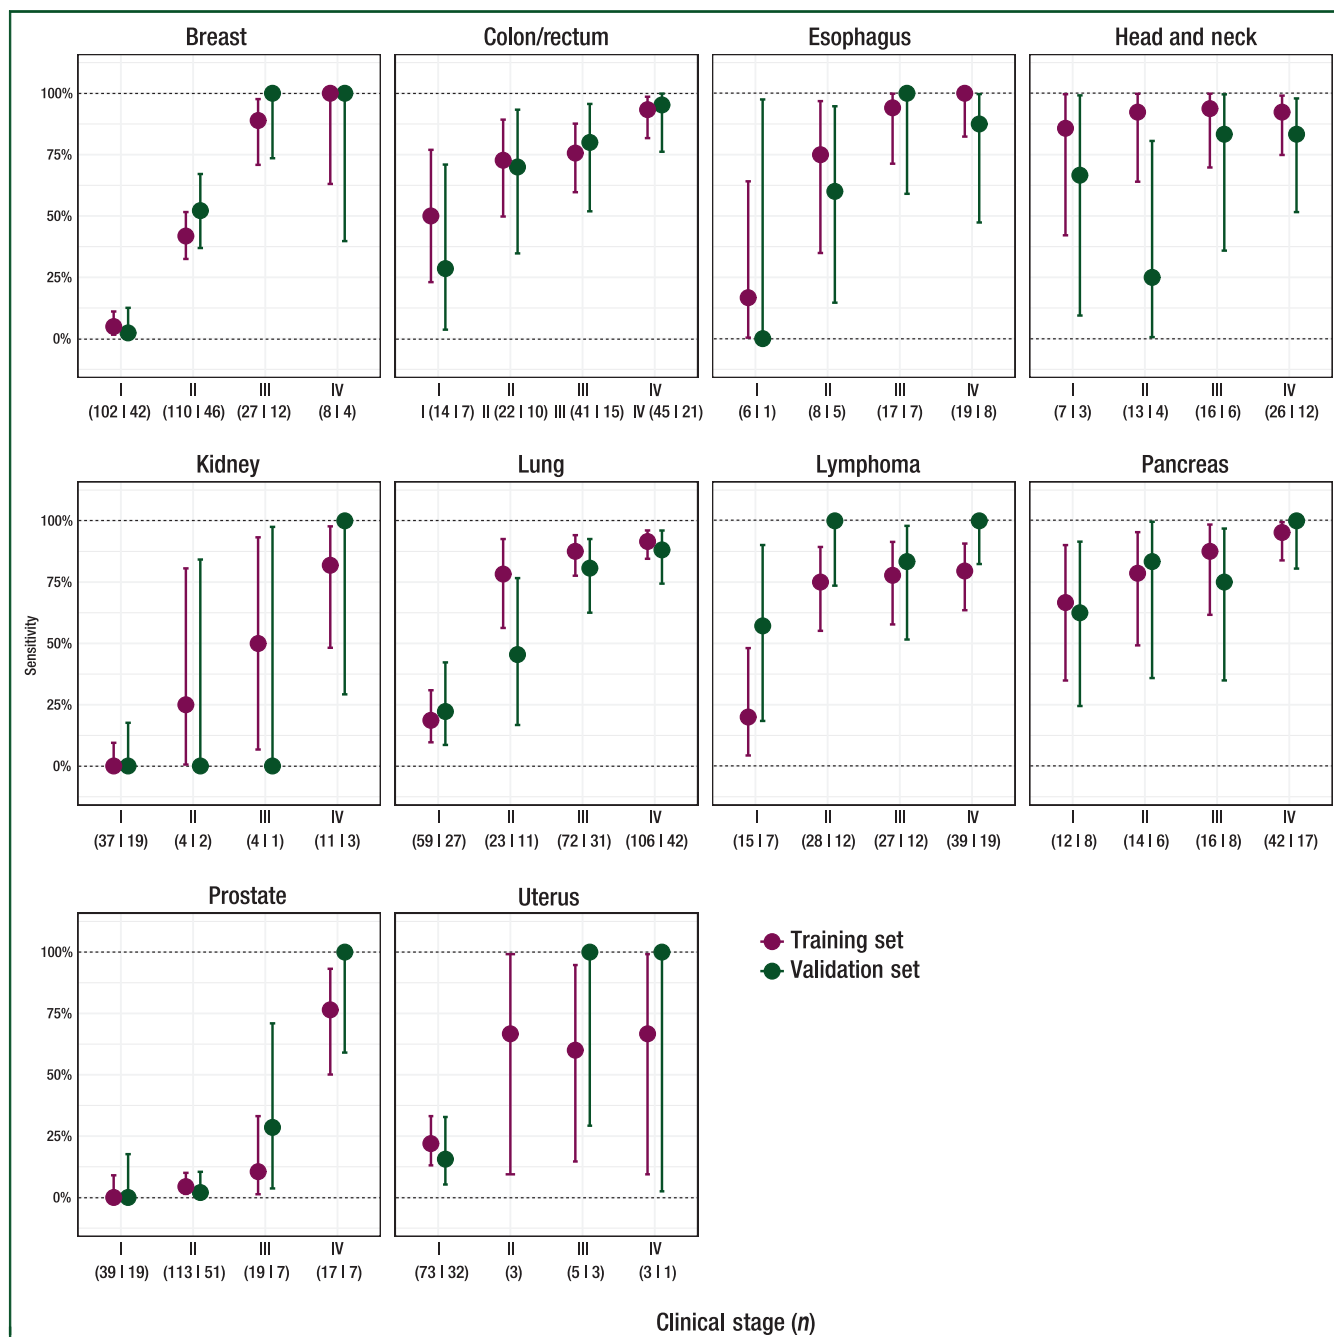 Breast
Colon/rectum
Esophagus
Head and neck
100%
75%
50%
25%
0%
I II III IV
(102 | 42) (110 | 46) (27 | 12) (8 | 4)
I II III IV
I (14 | 7) II (22 | 10) III (41 | 15) IV (45 | 21)
I II III IV
(6 | 1) (8 | 5) (17 | 7) (19 | 8)
I II III IV
(7 | 3) (13 | 4) (16 | 6) (26 | 12)
Kidney
Lung
Lymphoma
Pancreas
Sensitivity
100%
75%
50%
25%
0%
I II III IV
(37 | 19) (4 | 2) (4 | 1) (11 | 3)
I II III IV
(59 | 27) (23 | 11) (72 | 31) (106 | 42)
I II III IV
(15 | 7) (28 | 12) (27 | 12) (39 | 19)
I II III IV
(12 | 8) (14 | 6) (16 | 8) (42 | 17)
Prostate
Uterus
100%
75%
50%
25%
0%
I II III IV
(39 | 19) (113 | 51) (19 | 7) (17 | 7)
I II III IV
(73 | 32) (3) (5 | 3) (3 | 1)
Training set
Validation set
Clinical stage (n)